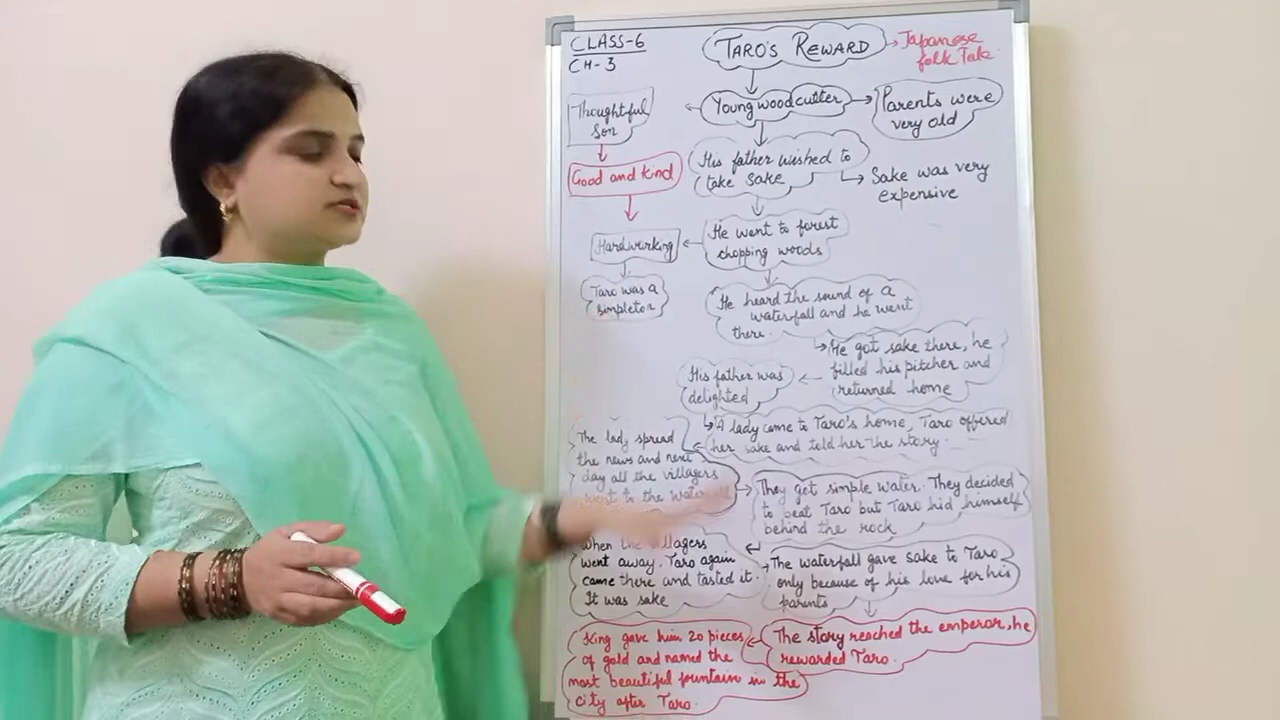 CLASS-6
CH-3
TARO'S REWARD
Japanese
folk Tale
Thoughtful
Son
Young woodcutter
Parents were
very old
Good and Kind
His father wished to
take sake
Sake was very
expensive
Hardworking
He went to forest
chopping woods
Taro was a
simpleton
He heard the sound of a
waterfall and he went
there.
He got sake there, he
filled his pitcher and
returned home
His father was
delighted
A lady came to Taro's home, Taro offered
her sake and told her the story.
The lady spread
the news and next
day all the villagers
went to the
They get simple water. They decided
to beat Taro but Taro hid himself
behind the rock
When the villagers
went away. Taro again
came there and tasted it.
It was sake
The waterfall gave sake to Taro
only because of his love for his
parents
The story reached the emperor, he
rewarded Taro.
King gave him 20 pieces
of gold and named the
most beautiful fountain in the
city after Taro.